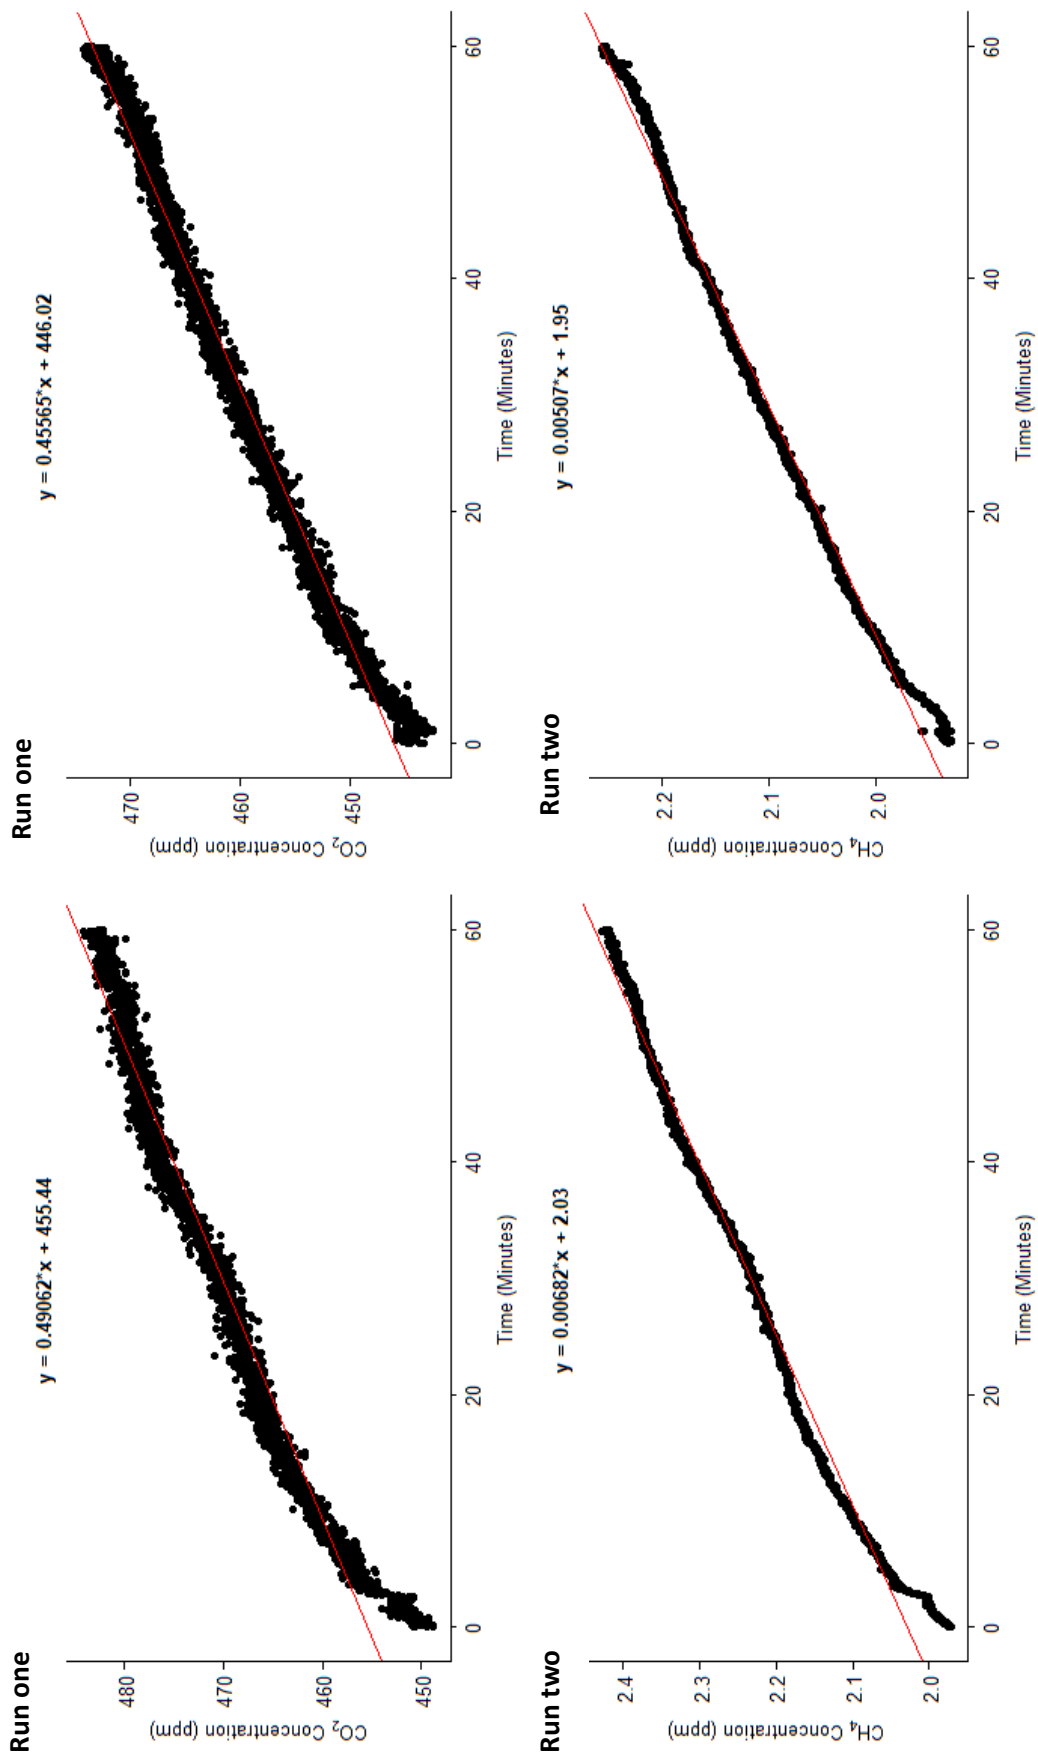 Run one
y = 0.49062*x + 455.44
CO2 Concentration (ppm)
480
470
460
450
0
20
40
60
Time (Minutes)
Run one
y = 0.45565*x + 446.02
CO2 Concentration (ppm)
470
460
450
0
20
40
60
Time (Minutes)
Run two
y = 0.00682*x + 2.03
CH4 Concentration (ppm)
2.4
2.3
2.2
2.1
2.0
0
20
40
60
Time (Minutes)
Run two
y = 0.00507*x + 1.95
CH4 Concentration (ppm)
2.2
2.1
2.0
0
20
40
60
Time (Minutes)